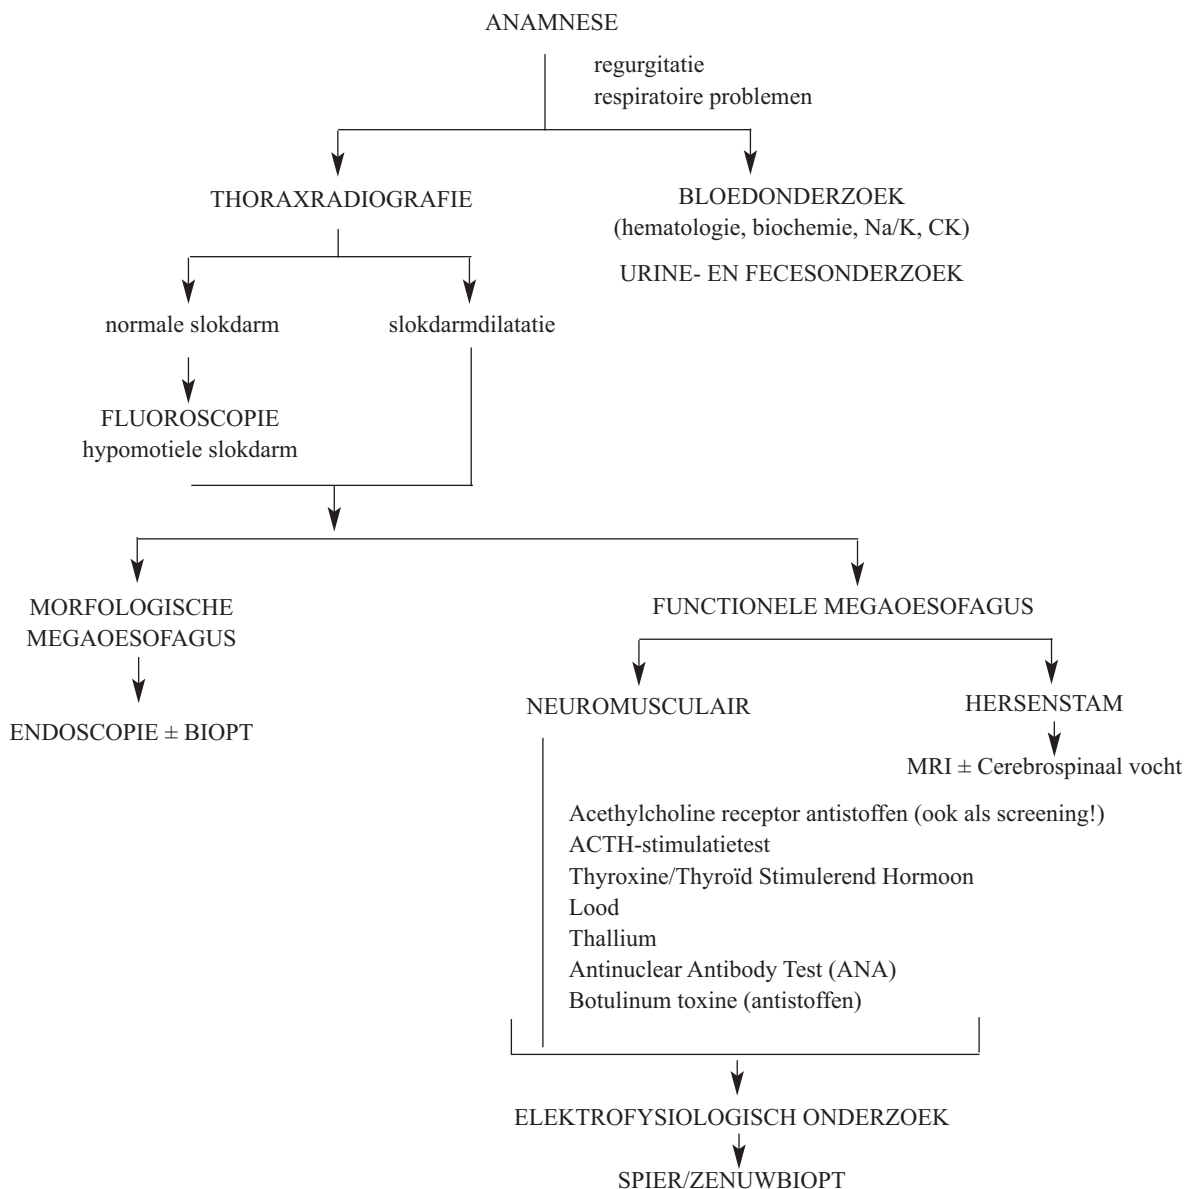 ANAMNESE
regurgitatie
respiratoire problemen
THORAXRADIOGRAFIE
BLOEDONDERZOEK
(hematologie, biochemie, Na/K, CK)
URINE- EN FECESONDERZOEK
normale slokdarm
slokdarmdilatatie
FLUOROSCOPIE
hypomotiele slokdarm
MORFOLOGISCHE
MEGAOESOFAGUS
ENDOSCOPIE ± BIOPT
FUNCTIONELE MEGAOESOFAGUS
NEUROMUSCULAIR
HERSENSTAM
MRI ± Cerebrospinaal vocht
Acethylcholine receptor antistoffen (ook als screening!)
ACTH-stimulatietest
Thyroxine/Thyroïd Stimulerend Hormoon
Lood
Thallium
Antinuclear Antibody Test (ANA)
Botulinum toxine (antistoffen)
ELEKTROFYSIOLOGISCH ONDERZOEK
SPIER/ZENUWBIOPT